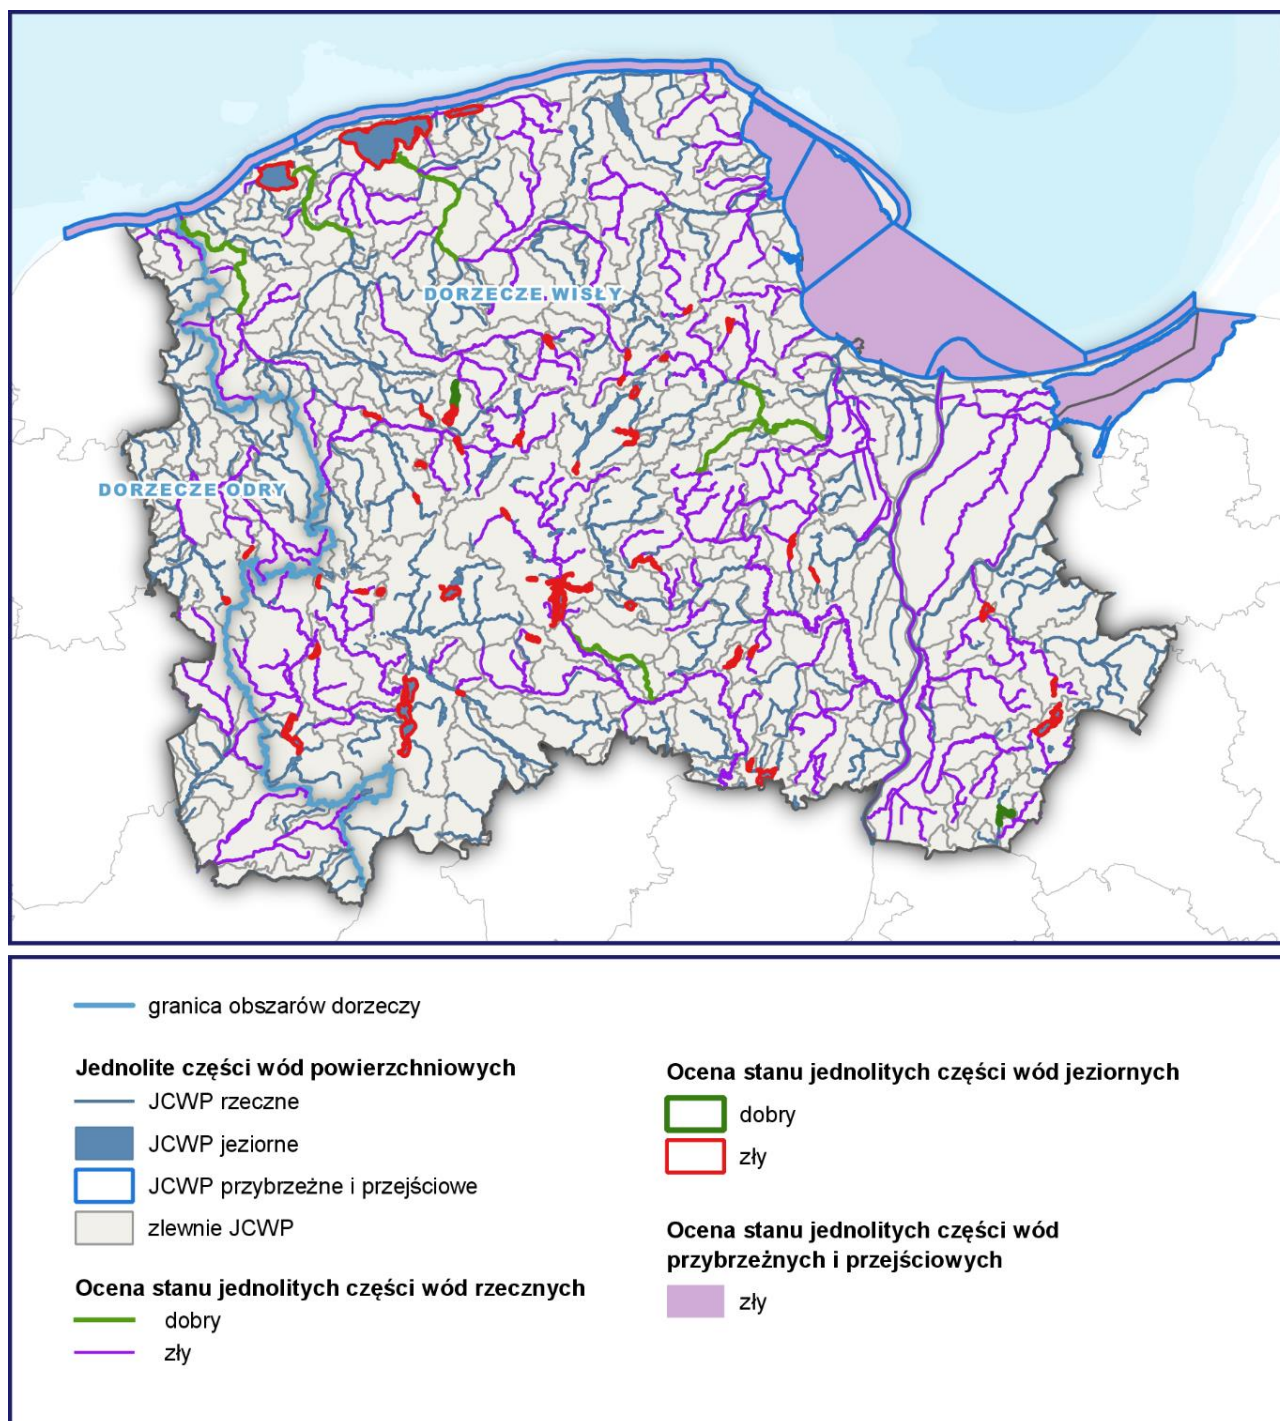 DORZECZE WISŁY
DORZECZE ODRY
granica obszarów dorzeczy
Jednolite części wód powierzchniowych
JCWP rzeczne
JCWP jeziorne
JCWP przybrzeżne i przejściowe
zlewnie JCWP
Ocena stanu jednolitych części wód rzecznych
dobry
zły
Ocena stanu jednolitych części wód jeziornych
dobry
zły
Ocena stanu jednolitych części wód
przybrzeżnych i przejściowych
zły